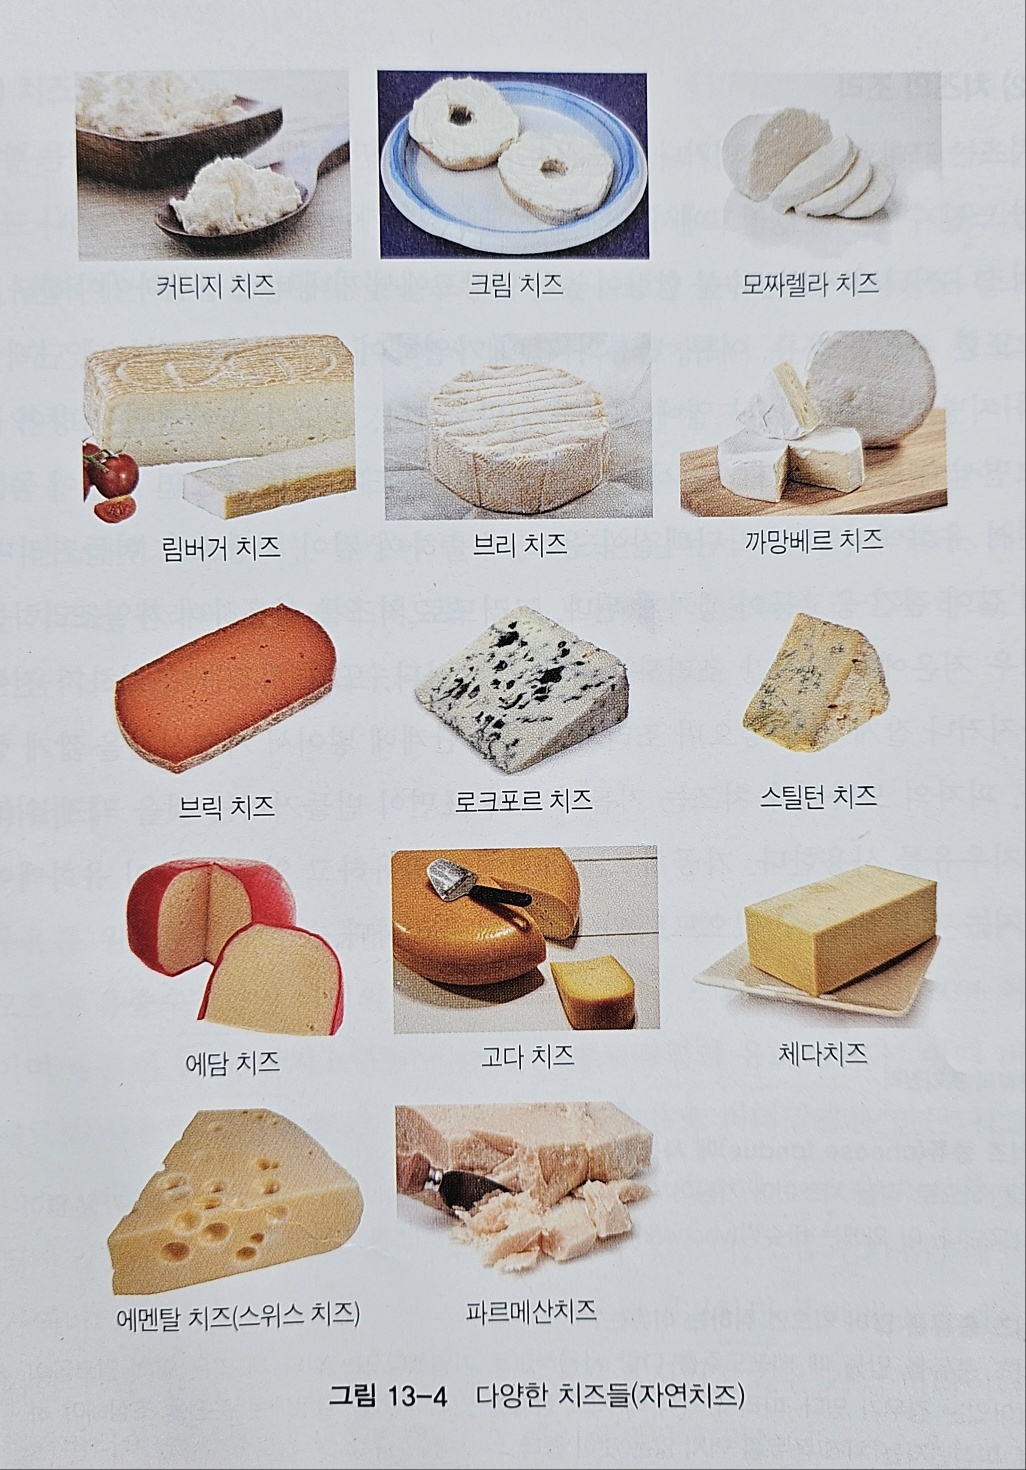 커티지 치즈
크림 치즈
모짜렐라 치즈
림버거 치즈
브리 치즈
까망베르 치즈
브릭 치즈
로크포르 치즈
스틸턴 치즈
에담 치즈
고다 치즈
체다치즈
에멘탈 치즈(스위스 치즈)
파르메산치즈
그림 13-4 다양한 치즈들(자연치즈)